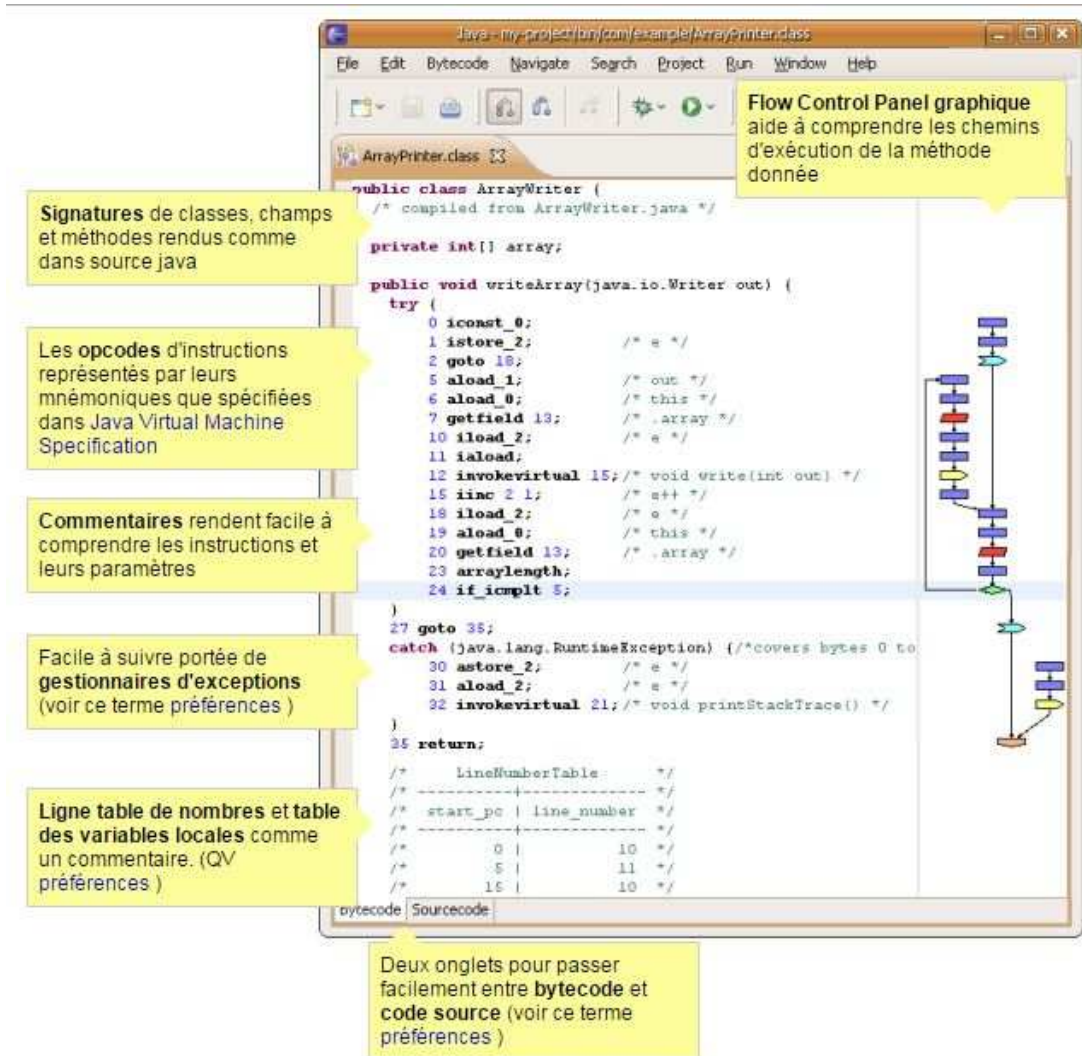 Java - my-project/bin/com/example/ArrayPrinter.class
File Edit Bytecode Navigate Search Project Run Window Help
Flow Control Panel graphique
aide à comprendre les chemins
d'exécution de la méthode
donnée
ArrayPrinter.class
Signatures de classes, champs
et méthodes rendus comme
dans source java
Les opcodes d'instructions
représentés par leurs
mnémoniques que spécifiées
dans Java Virtual Machine
Specification
Commentaires rendent facile à
comprendre les instructions et
leurs paramètres
Facile à suivre portée de
gestionnaires d'exceptions
(voir ce terme préférences )
Ligne table de nombres et table
des variables locales comme
un commentaire. (QV
préférences )
public class ArrayWriter {
/* compiled from ArrayWriter.java */
private int[] array;
public void writeArray(java.io.Writer out) {
try {
0 iconst_0;
1 istore_2; /* e */
2 goto 18;
5 aload_1; /* out */
6 aload_0; /* this */
7 getfield 13; /* .array */
10 iload_2; /* e */
11 iaload;
12 invokevirtual 15;/* void write(int out) */
15 iinc 2 1; /* e++ */
18 iload_2; /* e */
19 aload_0; /* this */
20 getfield 13; /* .array */
23 arraylength;
24 if_icmplt 5;
}
27 goto 35;
catch (java.lang.RuntimeException) {/*covers bytes 0 to
30 astore_2; /* e */
31 aload_2; /* e */
32 invokevirtual 21;/* void printStackTrace() */
}
35 return;
/* LineNumberTable */
/* ----------+------------- */
/* start_pc | line_number */
/* ----------+------------- */
/* 0 | 10 */
/* 5 | 11 */
/* 15 | 10 */
Bytecode Sourcecode
Deux onglets pour passer
facilement entre bytecode et
code source (voir ce terme
préférences )